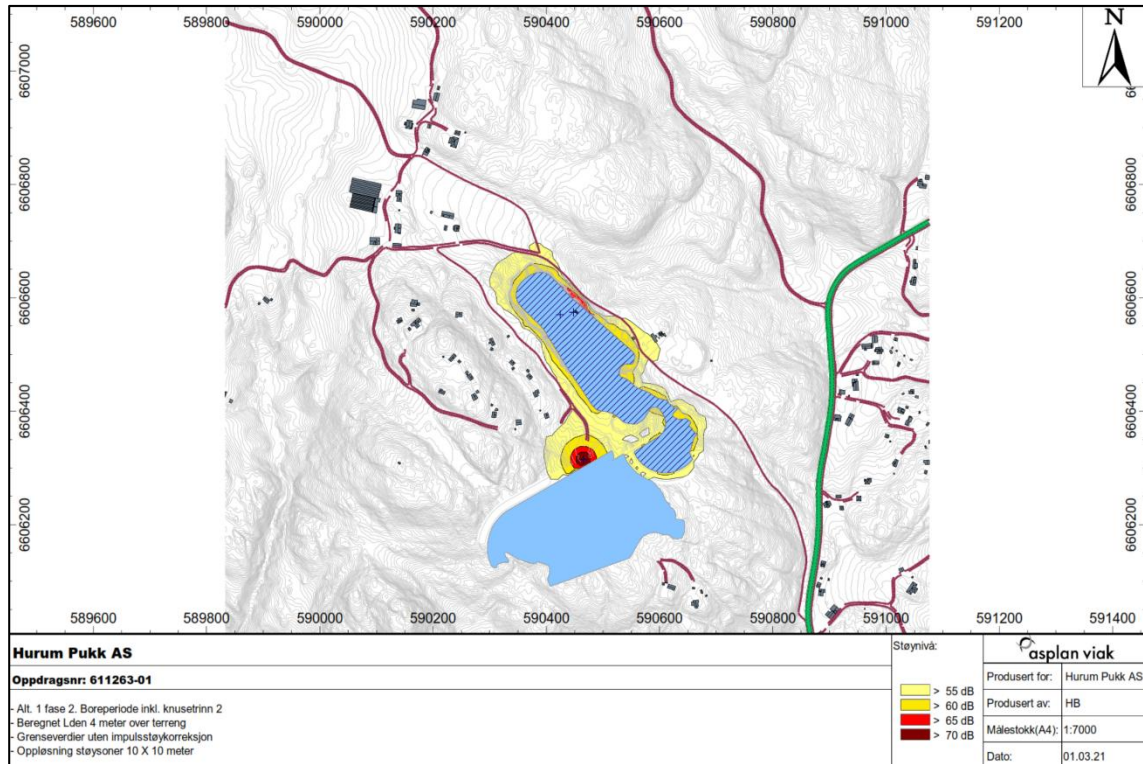 589600 589800 590000 590200 590400 590600 590800 591000 591200
N
6607000
6606800 6606800
6606600 6606600
6606400 6606400
6606200 6606200
589600 589800 590000 590200 590400 590600 590800 591000 591200 591400
Hurum Pukk AS
Oppdragsnr: 611263-01
- Alt. 1 fase 2. Boreperiode inkl. knusetrinn 2
- Beregnet Lden 4 meter over terreng
- Grenseverdier uten impulsstøykorreksjon
- Oppløsning støysoner 10 X 10 meter
Støynivå:
> 55 dB
> 60 dB
> 65 dB
> 70 dB
asplan viak
Produsert for: Hurum Pukk AS
Produsert av: HB
Målestokk(A4): 1:7000
Dato: 01.03.21